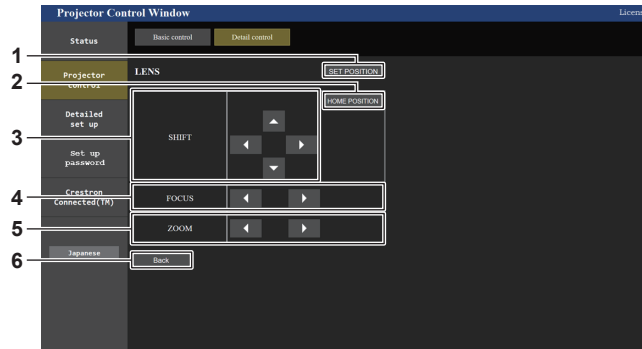 Projector Control Window
Licens
Status
Basic control
Detail control
1
2
Projector
control
LENS
SET POSITION
HOME POSITION
3
Detailed
set up
SHIFT
Set up
password
4
Crestron
Connected(TM)
FOCUS
5
ZOOM
Japanese
6
Back